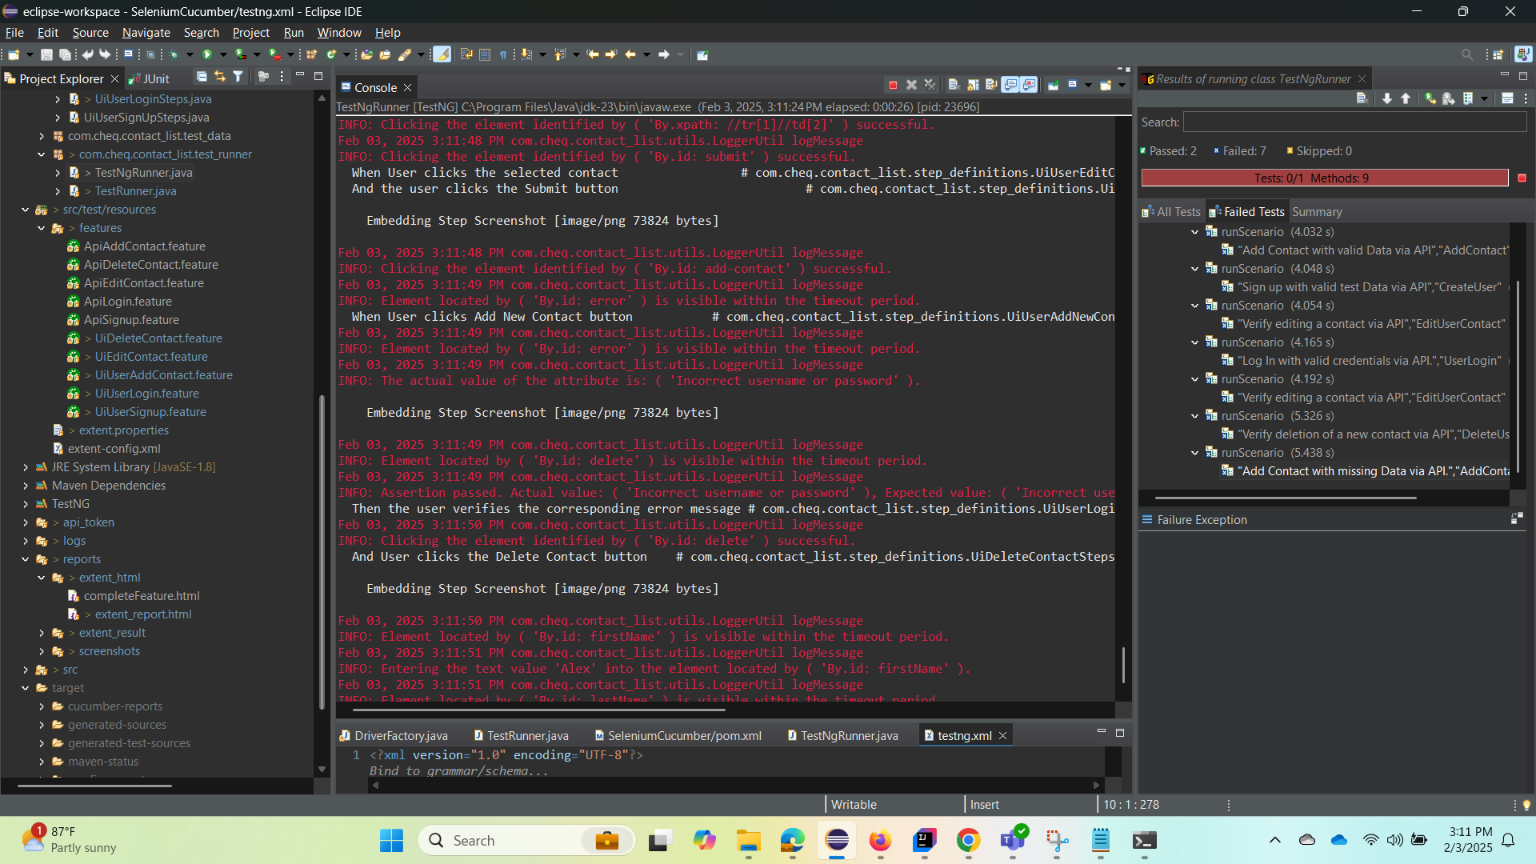 eclipse-workspace - SeleniumCucumber/testng.xml - Eclipse IDE
File Edit Source Navigate Search Project Run Window Help
Project Explorer
JUnit
> UiUserLoginSteps.java
UiUserSignUpSteps.java
com.cheq.contact_list.test_data
> com.cheq.contact_list.test_runner
> TestNgRunner.java
> TestRunner.java
> src/test/resources
> features
ApiAddContact.feature
ApiDeleteContact.feature
ApiEditContact.feature
ApiLogin.feature
ApiSignup.feature
> UiDeleteContact.feature
> UiEditContact.feature
> UiUserAddContact.feature
> UiUserLogin.feature
> UiUserSignup.feature
> extent.properties
extent-config.xml
JRE System Library [JavaSE-1.8]
Maven Dependencies
TestNG
> api_token
> logs
> reports
> extent_html
completeFeature.html
> extent_report.html
> extent_result
> screenshots
> src
target
cucumber-reports
generated-sources
generated-test-sources
maven-status
Console
TestNgRunner [TestNG] C:\Program Files\Java\jdk-23\bin\javaw.exe (Feb 3, 2025, 3:11:24 PM elapsed: 0:00:26) [pid: 23696]
INFO: Clicking the element identified by ( 'By.xpath: //tr[1]//td[2]' ) successful.
Feb 03, 2025 3:11:48 PM com.cheq.contact_list.utils.LoggerUtil logMessage
INFO: Clicking the element identified by ( 'By.id: submit' ) successful.
When User clicks the selected contact # com.cheq.contact_list.step_definitions.UiUserEditC
And the user clicks the Submit button # com.cheq.contact_list.step_definitions.Ui
Embedding Step Screenshot [image/png 73824 bytes]
Feb 03, 2025 3:11:48 PM com.cheq.contact_list.utils.LoggerUtil logMessage
INFO: Clicking the element identified by ( 'By.id: add-contact' ) successful.
Feb 03, 2025 3:11:49 PM com.cheq.contact_list.utils.LoggerUtil logMessage
INFO: Element located by ( 'By.id: error' ) is visible within the timeout period.
When User clicks Add New Contact button # com.cheq.contact_list.step_definitions.UiUserAddNewCon
Feb 03, 2025 3:11:49 PM com.cheq.contact_list.utils.LoggerUtil logMessage
INFO: Element located by ( 'By.id: error' ) is visible within the timeout period.
Feb 03, 2025 3:11:49 PM com.cheq.contact_list.utils.LoggerUtil logMessage
INFO: The actual value of the attribute is: ( 'Incorrect username or password' ).
Embedding Step Screenshot [image/png 73824 bytes]
Feb 03, 2025 3:11:49 PM com.cheq.contact_list.utils.LoggerUtil logMessage
INFO: Element located by ( 'By.id: delete' ) is visible within the timeout period.
Feb 03, 2025 3:11:49 PM com.cheq.contact_list.utils.LoggerUtil logMessage
INFO: Assertion passed. Actual value: ( 'Incorrect username or password' ), Expected value: ( 'Incorrect use
Then the user verifies the corresponding error message # com.cheq.contact_list.step_definitions.UiUserLogi
Feb 03, 2025 3:11:50 PM com.cheq.contact_list.utils.LoggerUtil logMessage
INFO: Clicking the element identified by ( 'By.id: delete' ) successful.
And User clicks the Delete Contact button # com.cheq.contact_list.step_definitions.UiDeleteContactSteps
Embedding Step Screenshot [image/png 73824 bytes]
Feb 03, 2025 3:11:50 PM com.cheq.contact_list.utils.LoggerUtil logMessage
INFO: Element located by ( 'By.id: firstName' ) is visible within the timeout period.
Feb 03, 2025 3:11:51 PM com.cheq.contact_list.utils.LoggerUtil logMessage
INFO: Entering the text value 'Alex' into the element located by ( 'By.id: firstName' ).
Feb 03, 2025 3:11:51 PM com.cheq.contact_list.utils.LoggerUtil logMessage
INFO: Element located by ( 'By.id: lastName' ) is visible within the timeout period
DriverFactory.java TestRunner.java SeleniumCucumber/pom.xml TestNgRunner.java testng.xml
1 <?xml version="1.0" encoding="UTF-8"?>
Bind to grammar/schema...
Results of running class TestNgRunner
Search:
Passed: 2 Failed: 7 Skipped: 0
Tests: 0/1 Methods: 9
All Tests Failed Tests Summary
runScenario (4.032 s)
"Add Contact with valid Data via API","AddContact"
runScenario (4.048 s)
"Sign up with valid test Data via API","CreateUser"
runScenario (4.054 s)
"Verify editing a contact via API","EditUserContact"
runScenario (4.165 s)
"Log In with valid credentials via API.","UserLogin"
runScenario (4.192 s)
"Verify editing a contact via API","EditUserContact"
runScenario (5.326 s)
"Verify deletion of a new contact via API","DeleteUs
runScenario (5.438 s)
"Add Contact with missing Data via API.","AddConta
Failure Exception
Writable Insert 10 : 1 : 278
1
87°F
Partly sunny
Search
3:11 PM
2/3/2025